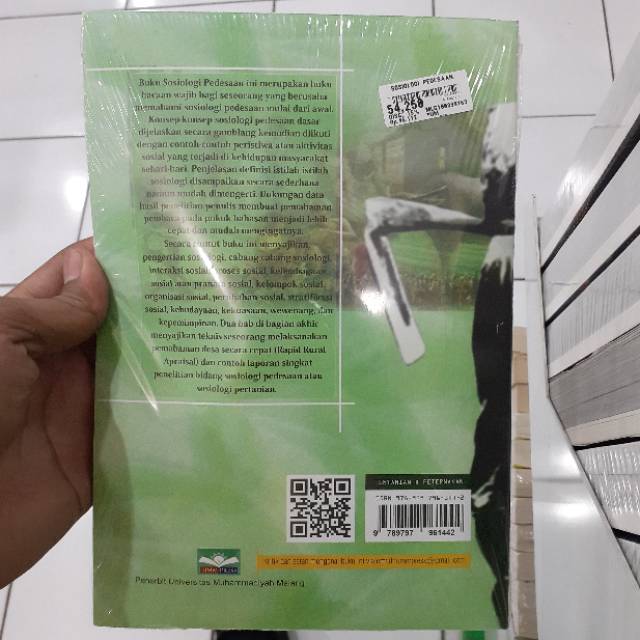 SOSIOLOGI PEDESAAN
54.250
Buku Sosiologi Pedesaan ini merupakan buku
bacaan wajib bagi seseorang yang berusaha
memahami sosiologi pedesaan mulai dari awal.
Konsep-konsep sosiologi pedesaan dasar
dijelaskan secara gamblang kemudian diikuti
dengan contoh-contoh peristiwa atau aktivitas
sosial yang terjadi di kehidupan masyarakat
sehari-hari. Penjelasan definisi istilah-istilah
sosiologi disampaikan secara sederhana
namun mudah dimengerti. Dukungan data
hasil penelitian penulis membuat pemahaman
pembaca pada pokok bahasan menjadi lebih
cepat dan mudah mengingatnya.
Secara runtut buku ini menyajikan
pengertian sosiologi, cabang-cabang sosiologi,
interaksi sosial, proses sosial, kelembagaan
sosial atau pranata sosial, kelompok sosial,
organisasi sosial, perubahan sosial, stratifikasi
sosial, kebudayaan, kekuasaan, wewenang, dan
kepemimpinan. Dua bab di bagian akhir
menyajikan teknis seseorang melaksanakan
pemahaman desa secara cepat (Rapid Rural
Apraisal) dan contoh laporan singkat
penelitian bidang sosiologi pedesaan atau
sosiologi pertanian.
PERTANIAN & PETERNAKAN
9 789797 961442
Penerbit Universitas Muhammadiyah Malang